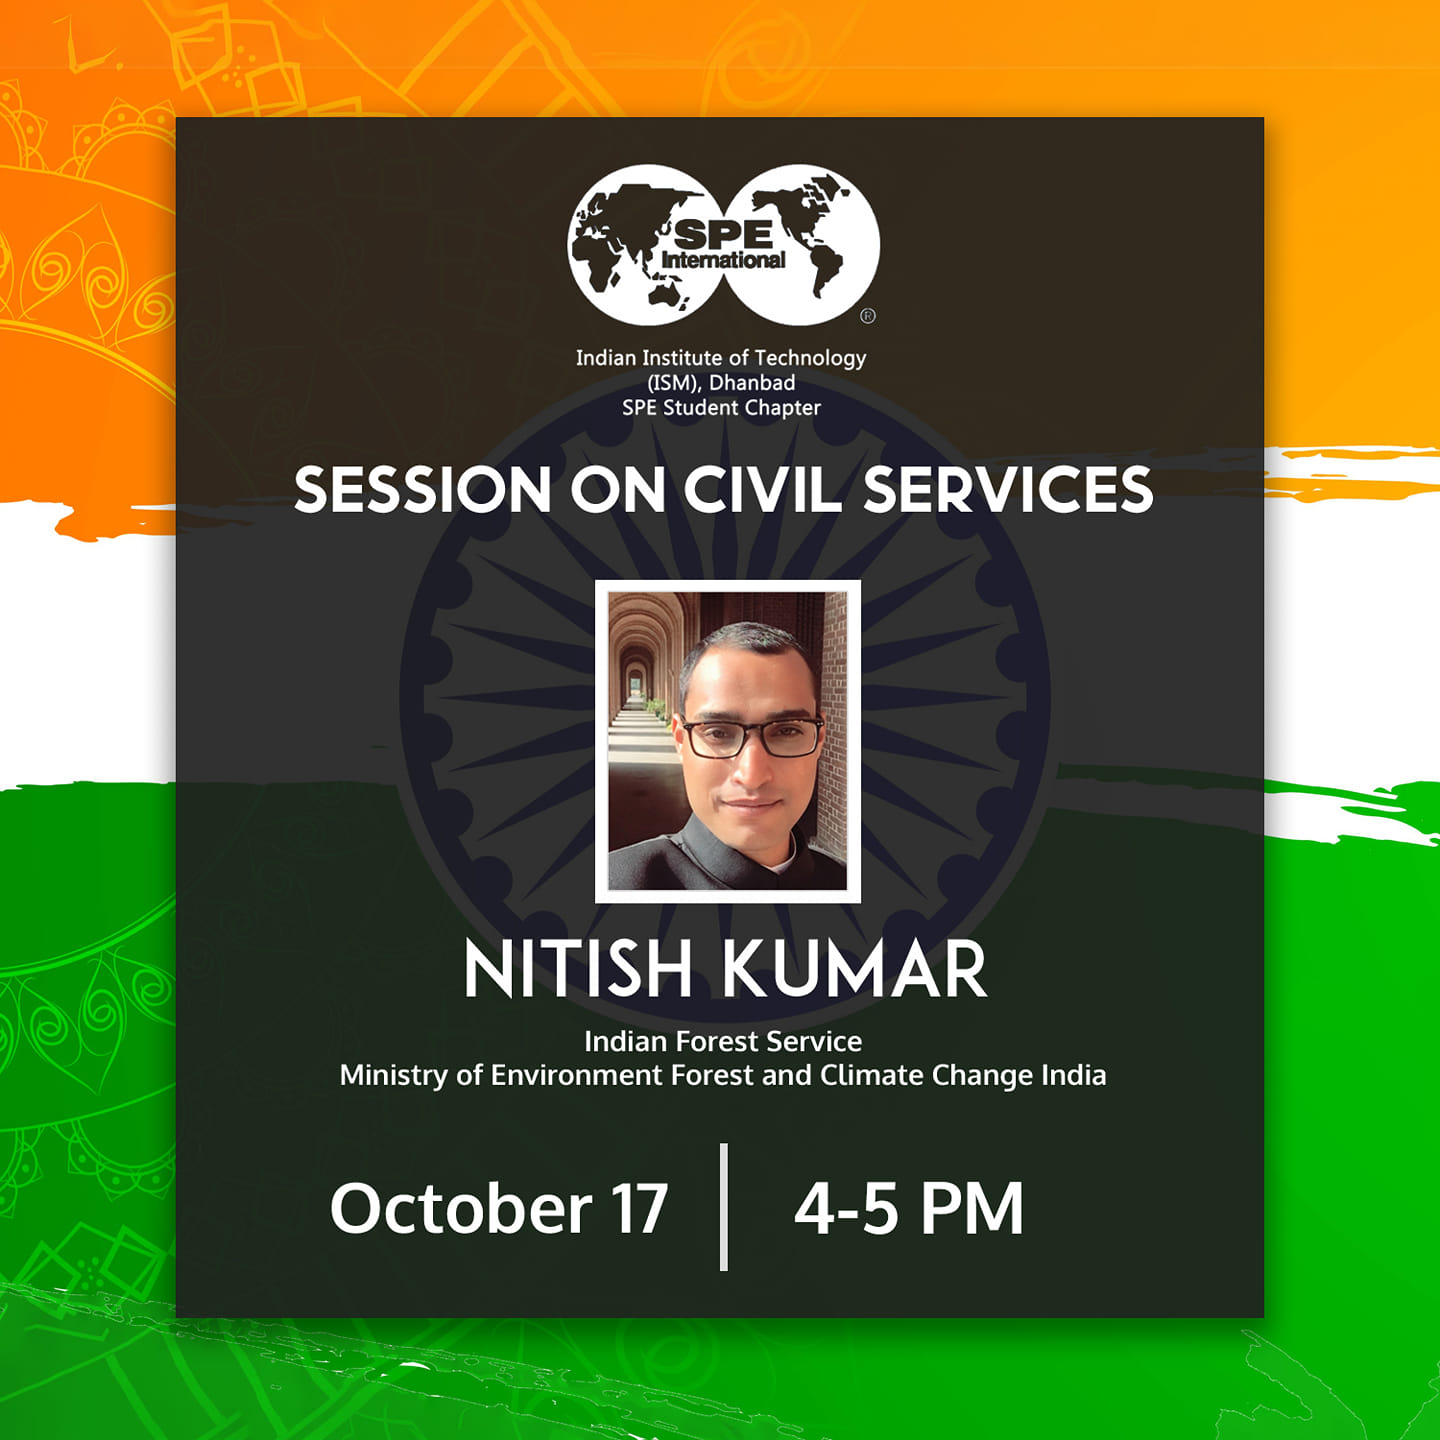 SPE
International
®
Indian Institute of Technology
(ISM), Dhanbad
SPE Student Chapter
SESSION ON CIVIL SERVICES
NITISH KUMAR
Indian Forest Service
Ministry of Environment Forest and Climate Change India
October 17 | 4-5 PM